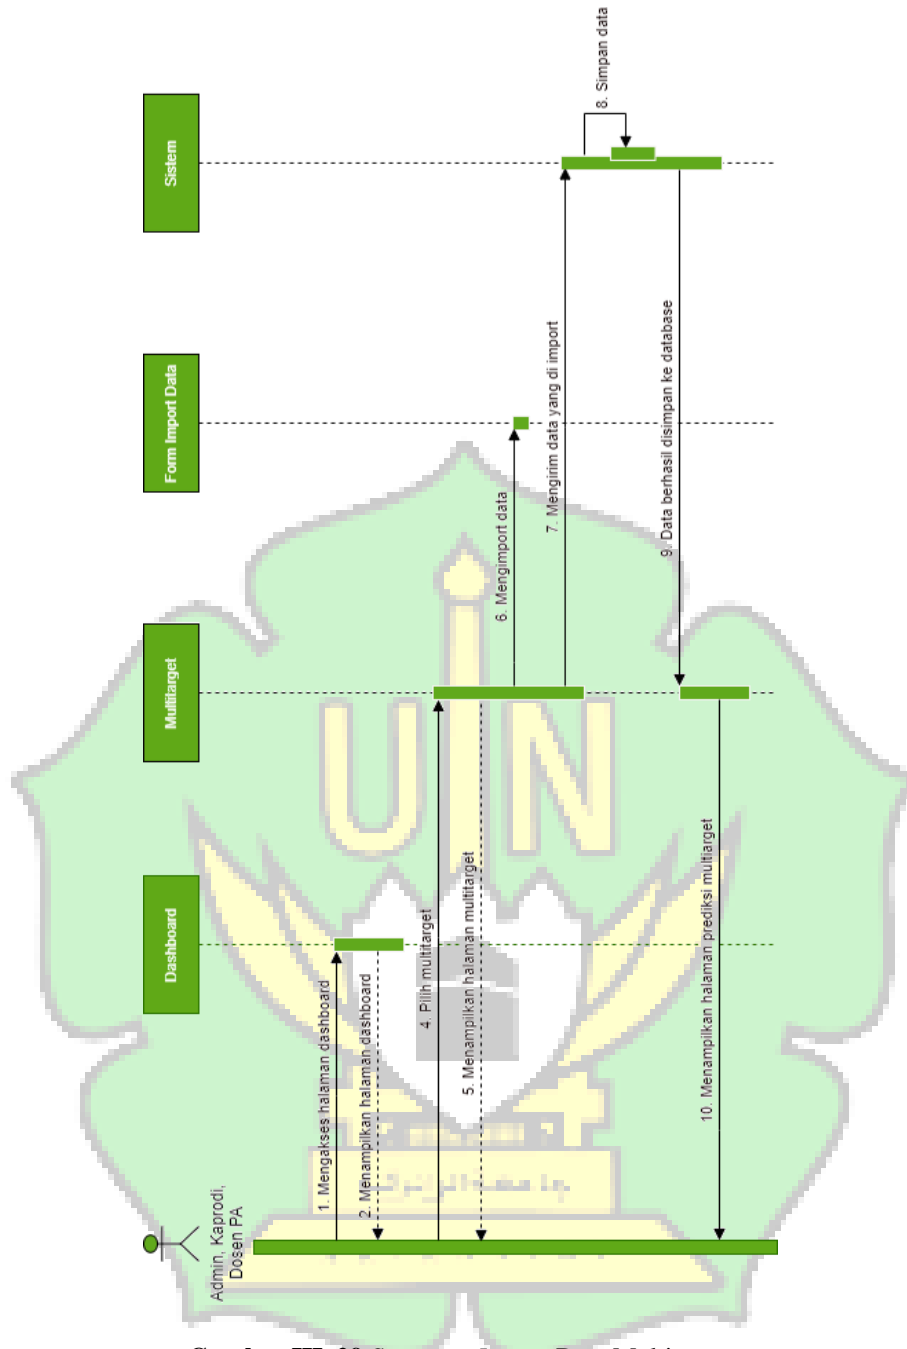 Admin, Kaprodi,
Dosen PA
Dashboard
Multitarget
Form Import Data
Sistem
1. Mengakses halaman dashboard
2. Menampilkan halaman dashboard
4. Pilih multitarget
5. Menampilkan halaman multitarget
6. Mengimport data
7. Mengirim data yang di import
8. Simpan data
9. Data berhasil disimpan ke database
10. Menampilkan halaman prediksi multiarget
UIN